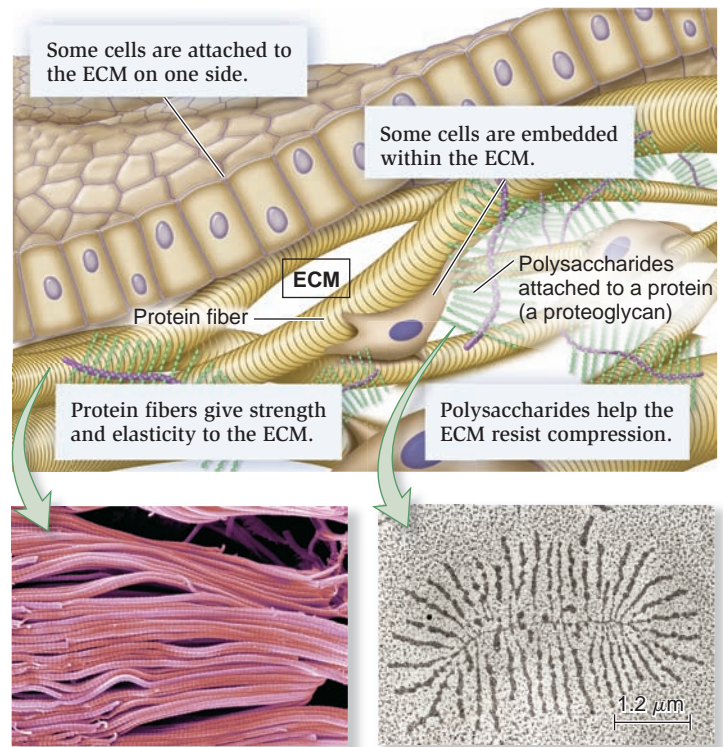 Some cells are attached to
the ECM on one side.
Some cells are embedded
within the ECM.
ECM
Polysaccharides
attached to a protein
(a proteoglycan)
Protein fiber
Protein fibers give strength
and elasticity to the ECM.
Polysaccharides help the
ECM resist compression.
1.2 μm